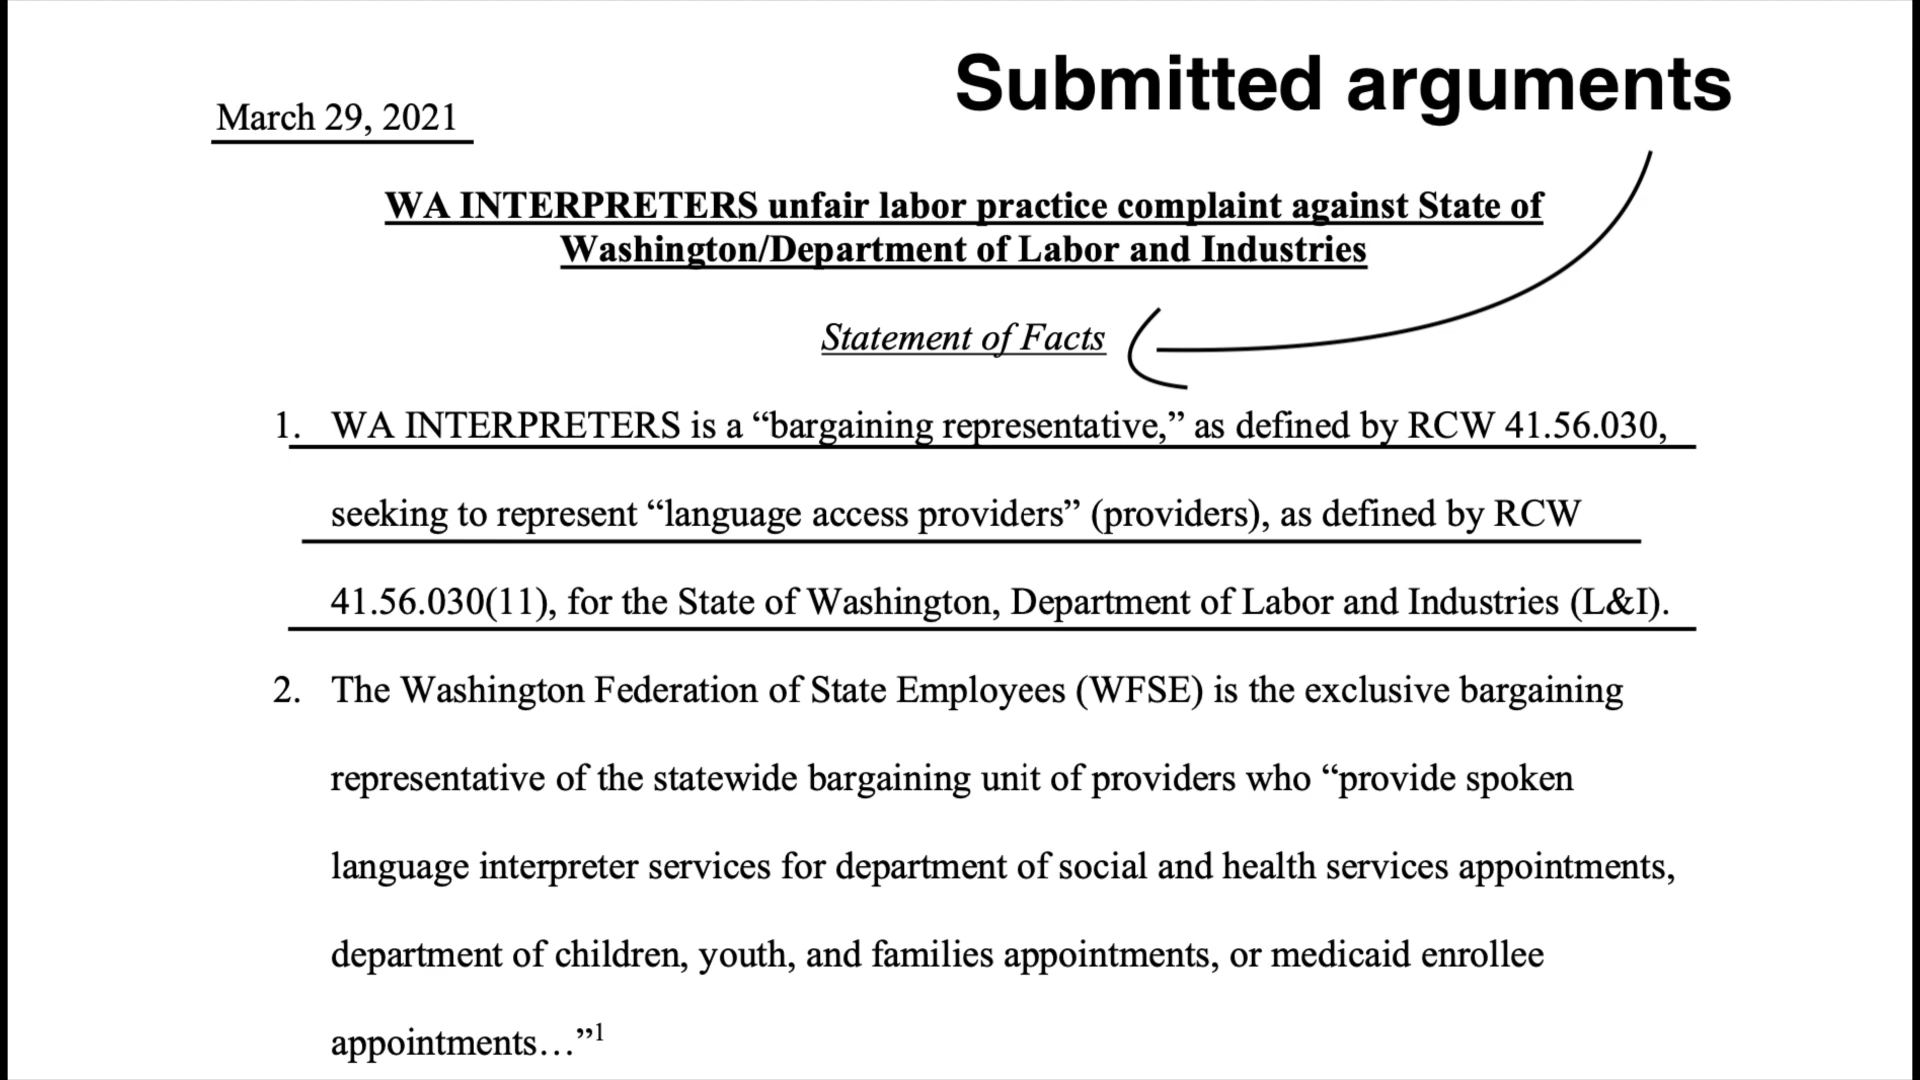 Submitted arguments
March 29, 2021
WA INTERPRETERS unfair labor practice complaint against State of
Washington/Department of Labor and Industries
Statement of Facts
1. WA INTERPRETERS is a “bargaining representative,” as defined by RCW 41.56.030,
seeking to represent “language access providers” (providers), as defined by RCW
41.56.030(11), for the State of Washington, Department of Labor and Industries (L&I).
2. The Washington Federation of State Employees (WFSE) is the exclusive bargaining
representative of the statewide bargaining unit of providers who “provide spoken
language interpreter services for department of social and health services appointments,
department of children, youth, and families appointments, or medicaid enrollee
appointments…”1